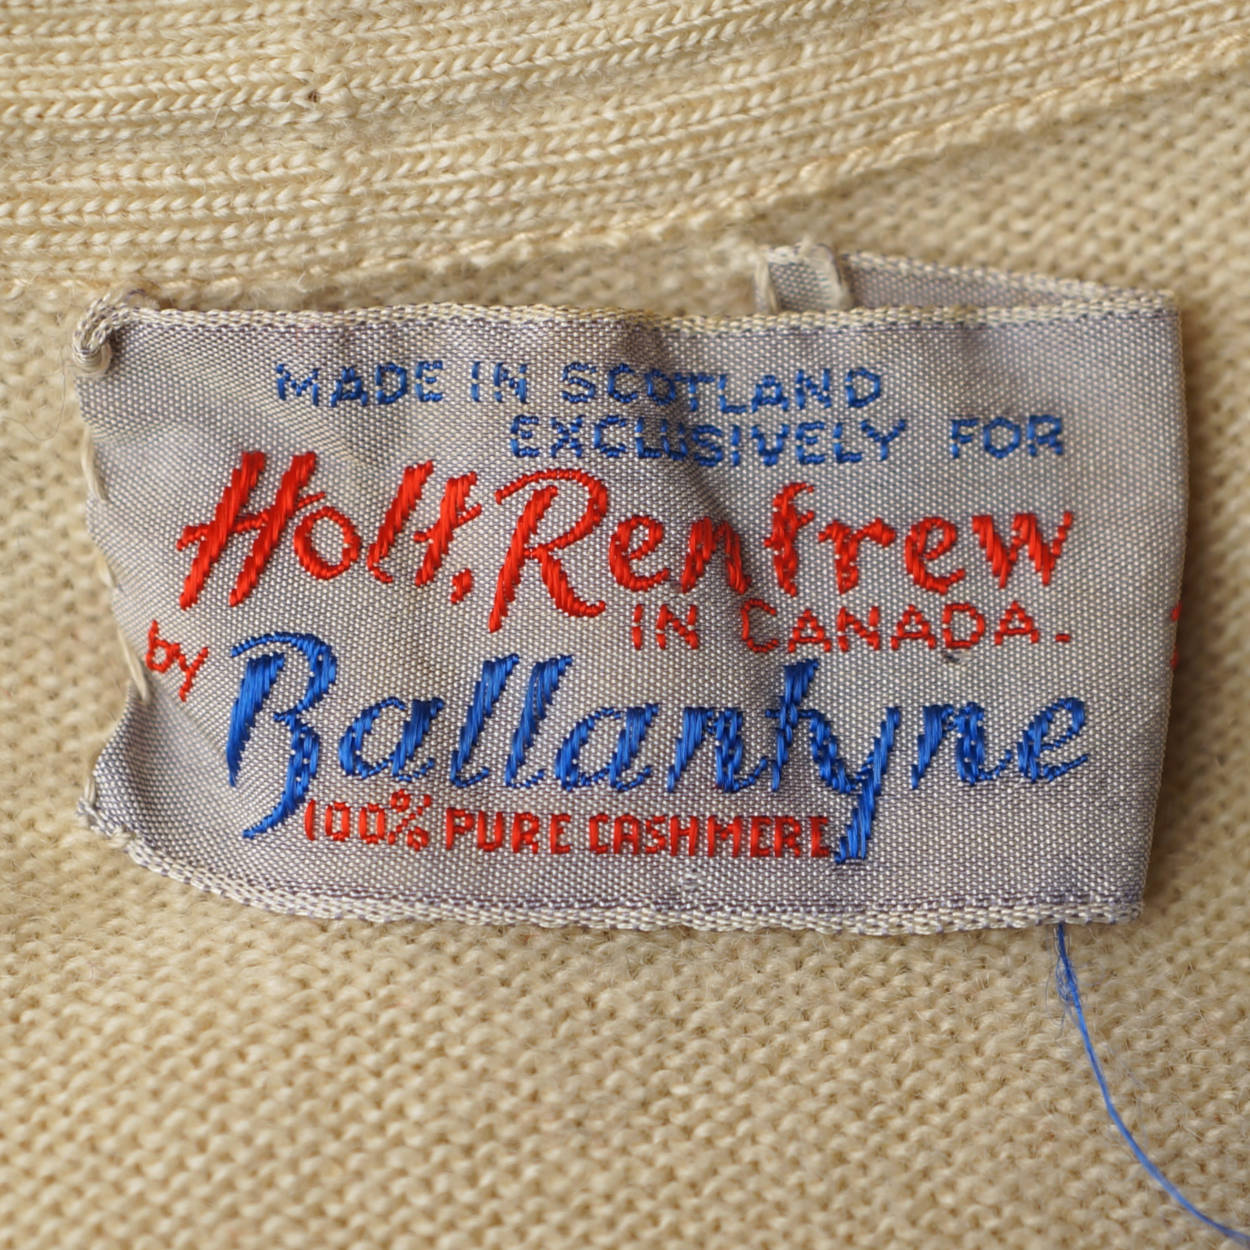 MADE IN SCOTLAND
EXCLUSIVELY FOR
Holt, Renfrew
IN CANADA.
by Ballantyne
100% PURE CASHMERE